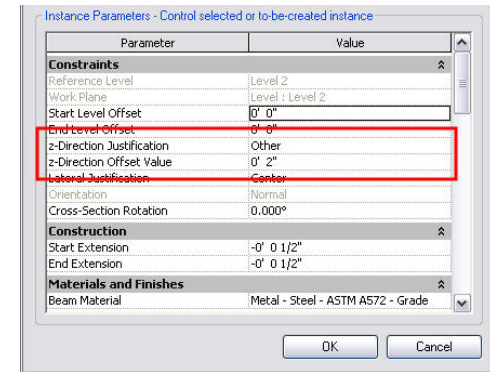 Instance Parameters - Control selected or to-be-created instance
Parameter Value
Constraints
Reference Level Level 2
Work Plane Level : Level 2
Start Level Offset 0' 0"
End Level Offset 0' 0"
z-Direction Justification Other
z-Direction Offset Value 0' 2"
Lateral Justification Center
Orientation Normal
Cross-Section Rotation 0.000°
Construction
Start Extension -0' 0 1/2"
End Extension -0' 0 1/2"
Materials and Finishes
Beam Material Metal - Steel - ASTM A572 - Grade
OK Cancel